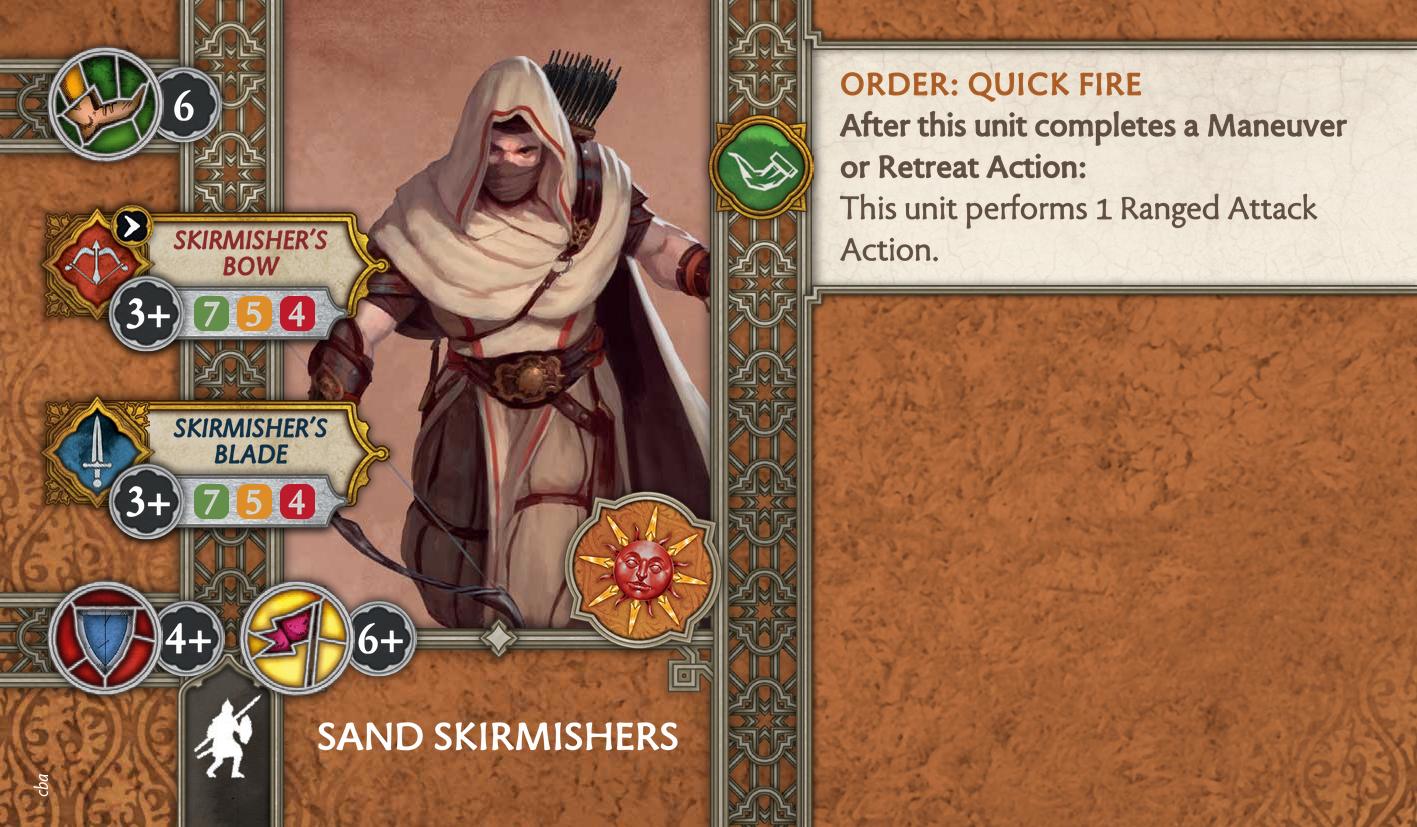 6
SKIRMISHER'S
BOW
3+ 7 5 4
SKIRMISHER'S
BLADE
3+ 7 5 4
4+ 6+
SAND SKIRMISHERS
cba
ORDER: QUICK FIRE
After this unit completes a Maneuver
or Retreat Action:
This unit performs 1 Ranged Attack
Action.